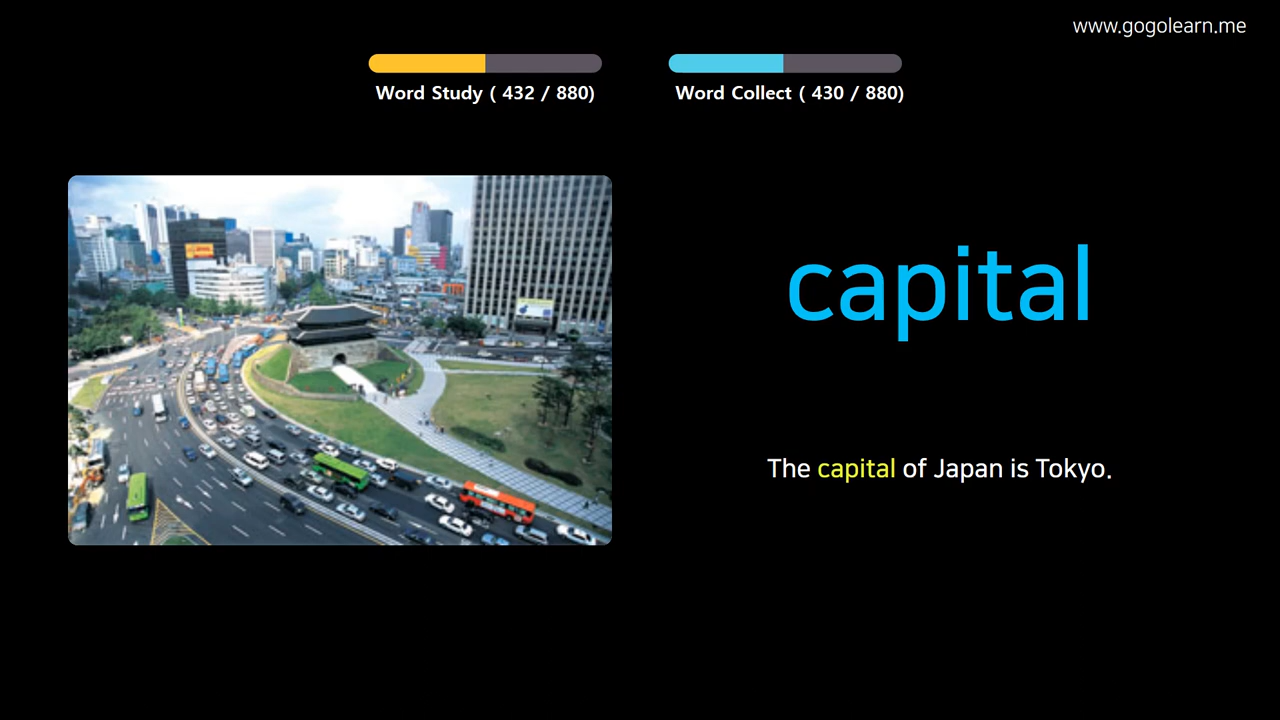 www.gogolearn.me
Word Study ( 432 / 880)
Word Collect ( 430 / 880)
capital
The capital of Japan is Tokyo.